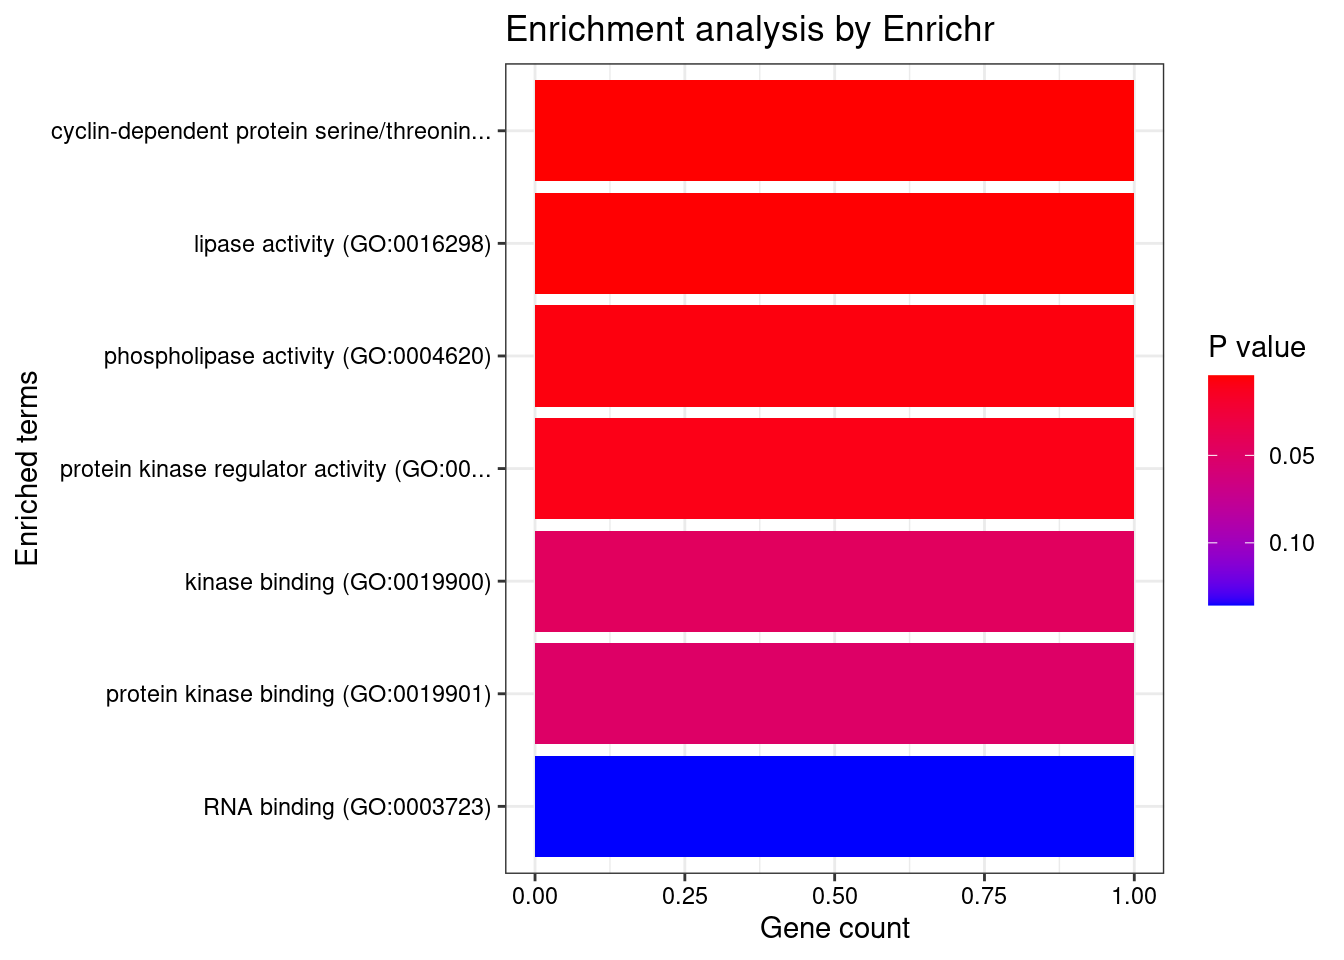 Enrichment analysis by Enrichr
cyclin-dependent protein serine/threonin...
lipase activity (GO:0016298)
phospholipase activity (GO:0004620)
protein kinase regulator activity (GO:00...
kinase binding (GO:0019900)
protein kinase binding (GO:0019901)
RNA binding (GO:0003723)
Enriched terms
0.00 0.25 0.50 0.75 1.00
Gene count
P value
0.05
0.10